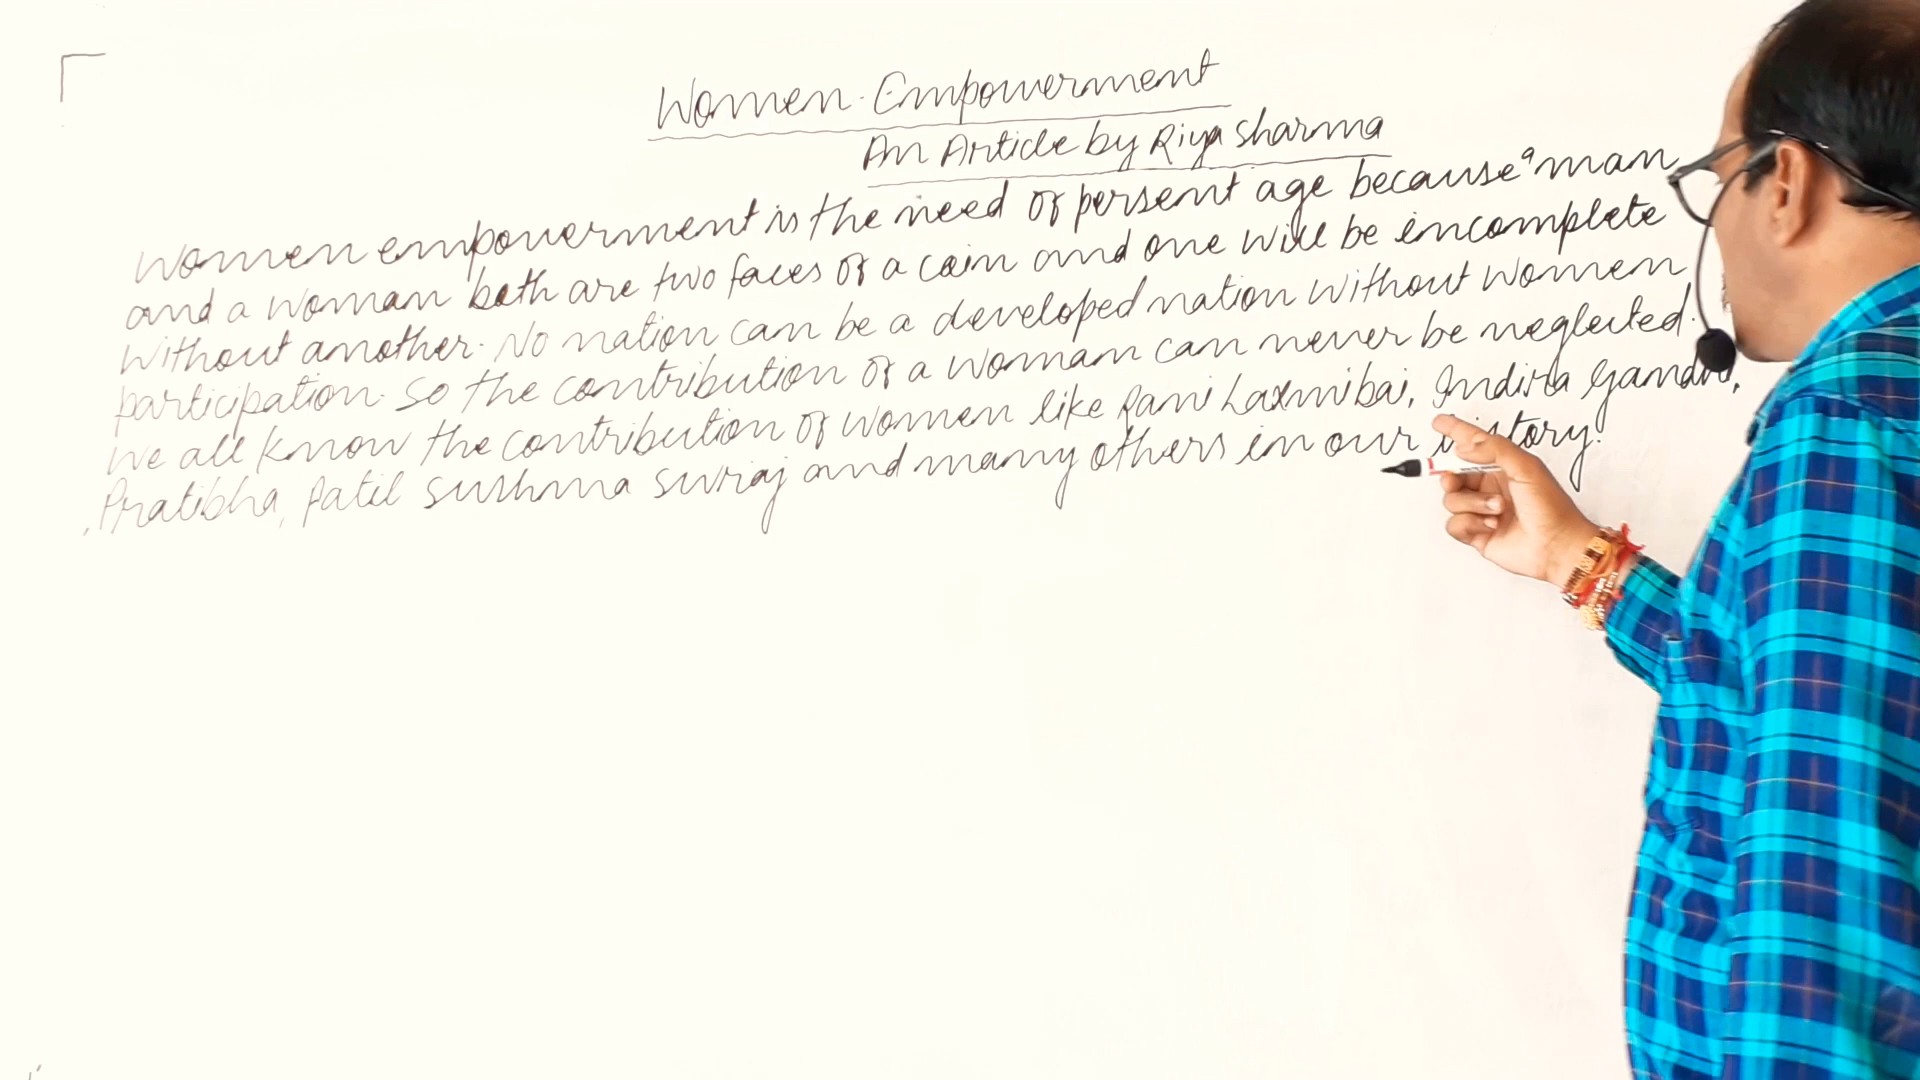 Women Empowerment
An Article by Riya Sharma
Women empowerment is the need of persent age because a man
and a woman both are two faces of a coin and one will be incomplete
without another. No nation can be a developed nation without women
participation. So the contribution of a woman can never be neglected.
We all know the contribution of women like Rani Laxmibai, Indira Gandhi,
Pratibha, Patil Sushma Swraj and many others in our